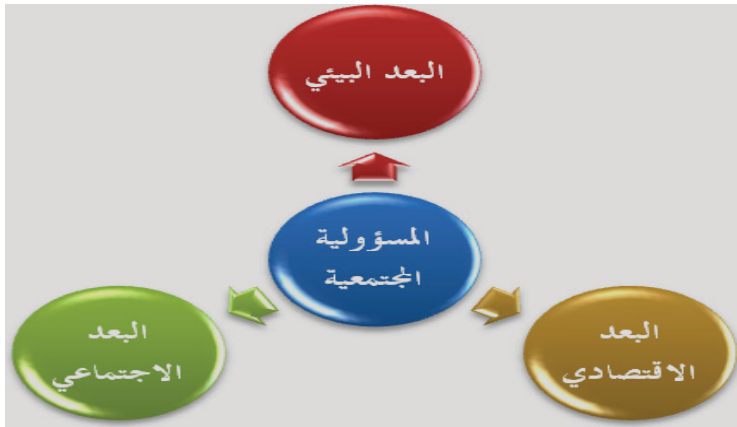 البعد البيئي
المسؤولية
المجتمعية
البعد
الاقتصادي
البعد
الاجتماعي